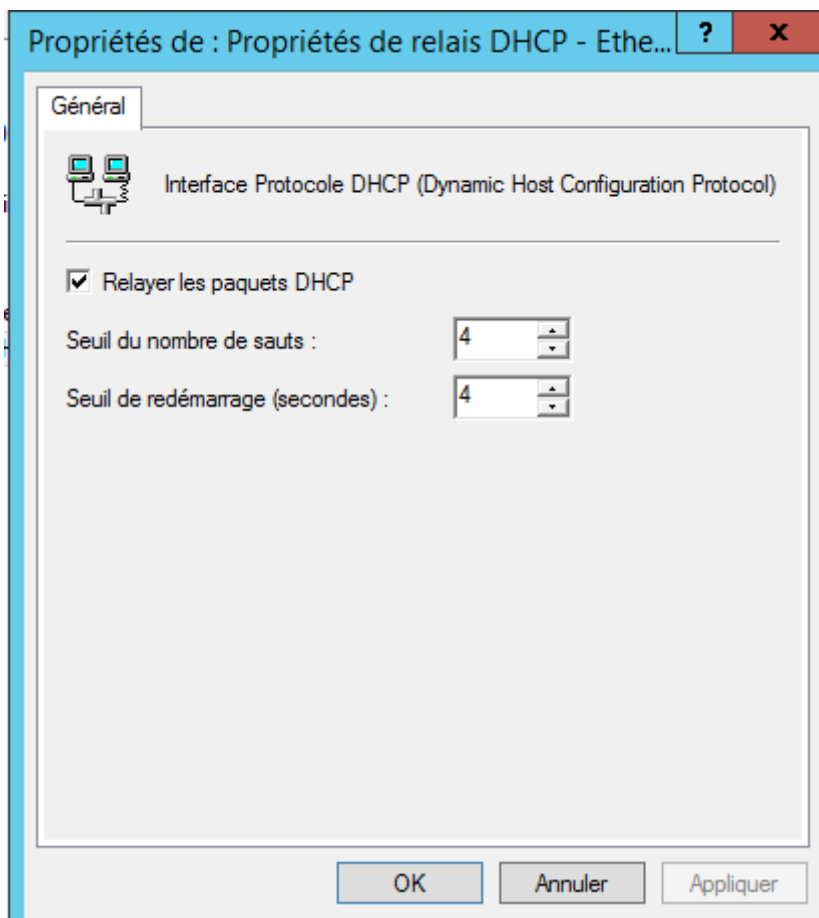 Propriétés de : Propriétés de relais DHCP - Ethe... ? x
Général
Interface Protocole DHCP (Dynamic Host Configuration Protocol)
Relayer les paquets DHCP
Seuil du nombre de sauts : 4
Seuil de redémarrage (secondes) : 4
OK Annuler Appliquer